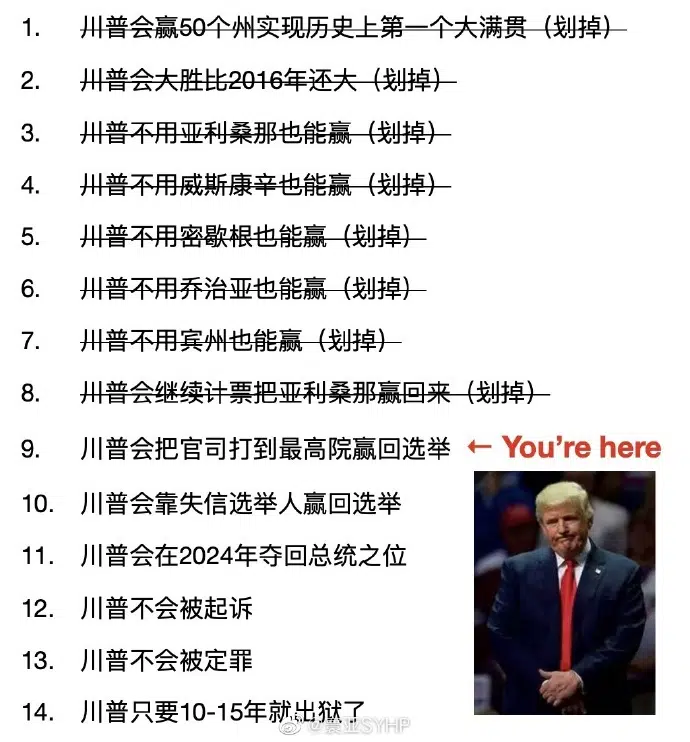 1. 川普会赢50个州实现历史上第一个大满贯（划掉）
2. 川普会大胜比2016年还大（划掉）
3. 川普不用亚利桑那也能赢（划掉）
4. 川普不用威斯康辛也能赢（划掉）
5. 川普不用密歇根也能赢（划掉）
6. 川普不用乔治亚也能赢（划掉）
7. 川普不用宾州也能赢（划掉）
8. 川普会继续计票把亚利桑那赢回来（划掉）
9. 川普会把官司打到最高院赢回选举 ← You’re here
10. 川普会靠失信选举人赢回选举
11. 川普会在2024年夺回总统之位
12. 川普不会被起诉
13. 川普不会被定罪
14. 川普只要10-15年就出狱了